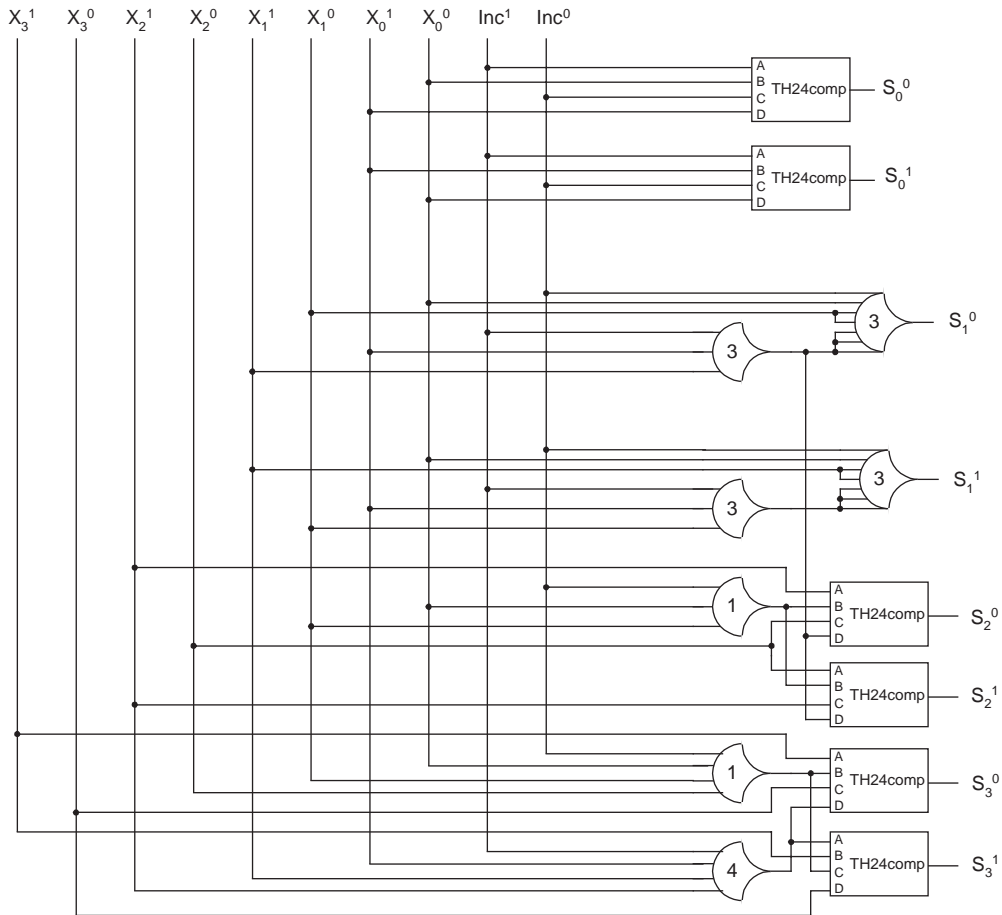 X₃¹ X₃⁰ X₂¹ X₂⁰ X₁¹ X₁⁰ X₀¹ X₀⁰ Inc¹ Inc⁰
A
B
C
D
TH24comp
S₀⁰
A
B
C
D
TH24comp
S₀¹
3
3
S₁⁰
3
3
S₁¹
1
A
B
C
D
TH24comp
S₂⁰
A
B
C
D
TH24comp
S₂¹
1
A
B
C
D
TH24comp
S₃⁰
4
A
B
C
D
TH24comp
S₃¹